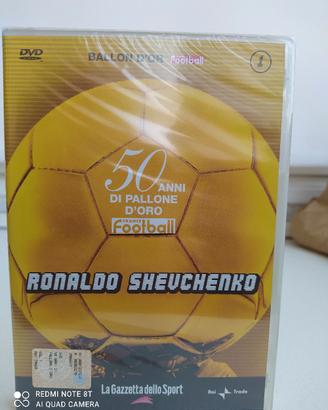 DVD
BALLON D'OR Football
1
50 ANNI
DI PALLONE
D'ORO
FRANCE
Football
RONALDO SHEVCHENKO
La Gazzetta dello Sport
Rai Trade
REDMI NOTE 8T
AI QUAD CAMERA